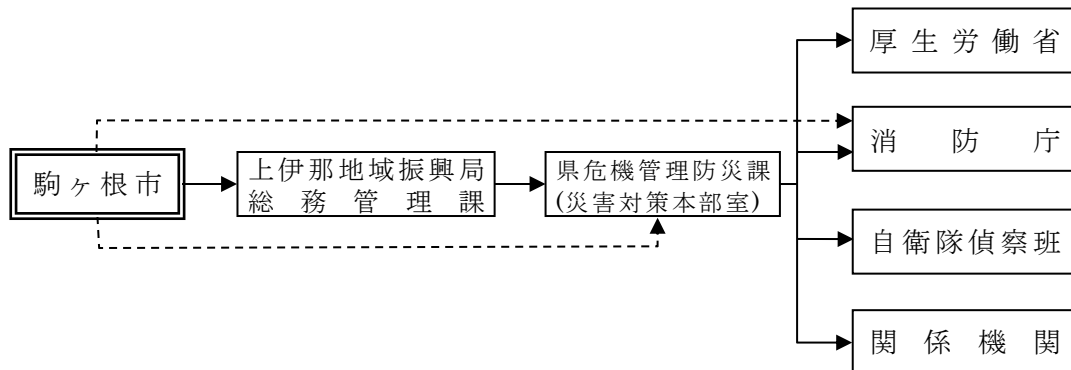 駒ヶ根市
上伊那地域振興局
総務管理課
県危機管理防災課
(災害対策本部室)
厚生労働省
消防庁
自衛隊偵察班
関係機関